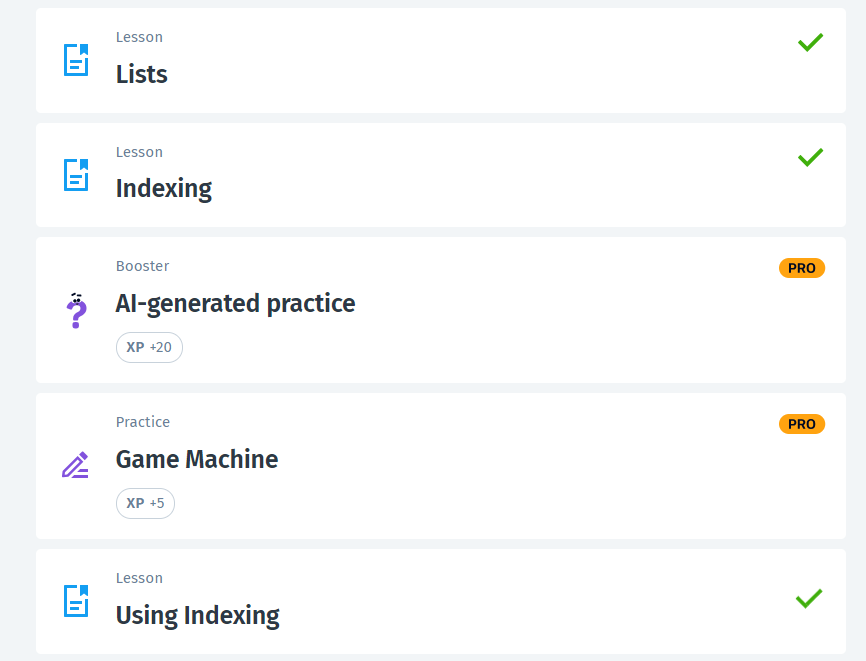 Lesson
Lists
Lesson
Indexing
Booster
PRO
AI-generated practice
XP +20
Practice
PRO
Game Machine
XP +5
Lesson
Using Indexing